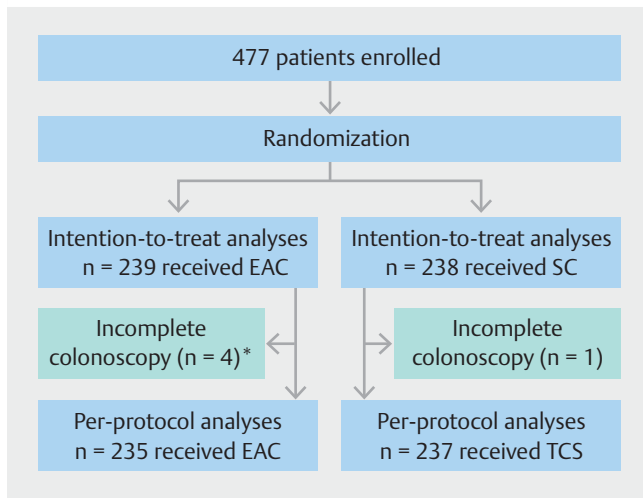 477 patients enrolled
Randomization
Intention-to-treat analyses
n = 239 received EAC
Intention-to-treat analyses
n = 238 received SC
Incomplete
colonoscopy (n = 4)*
Incomplete
colonoscopy (n = 1)
Per-protocol analyses
n = 235 received EAC
Per-protocol analyses
n = 237 received TCS